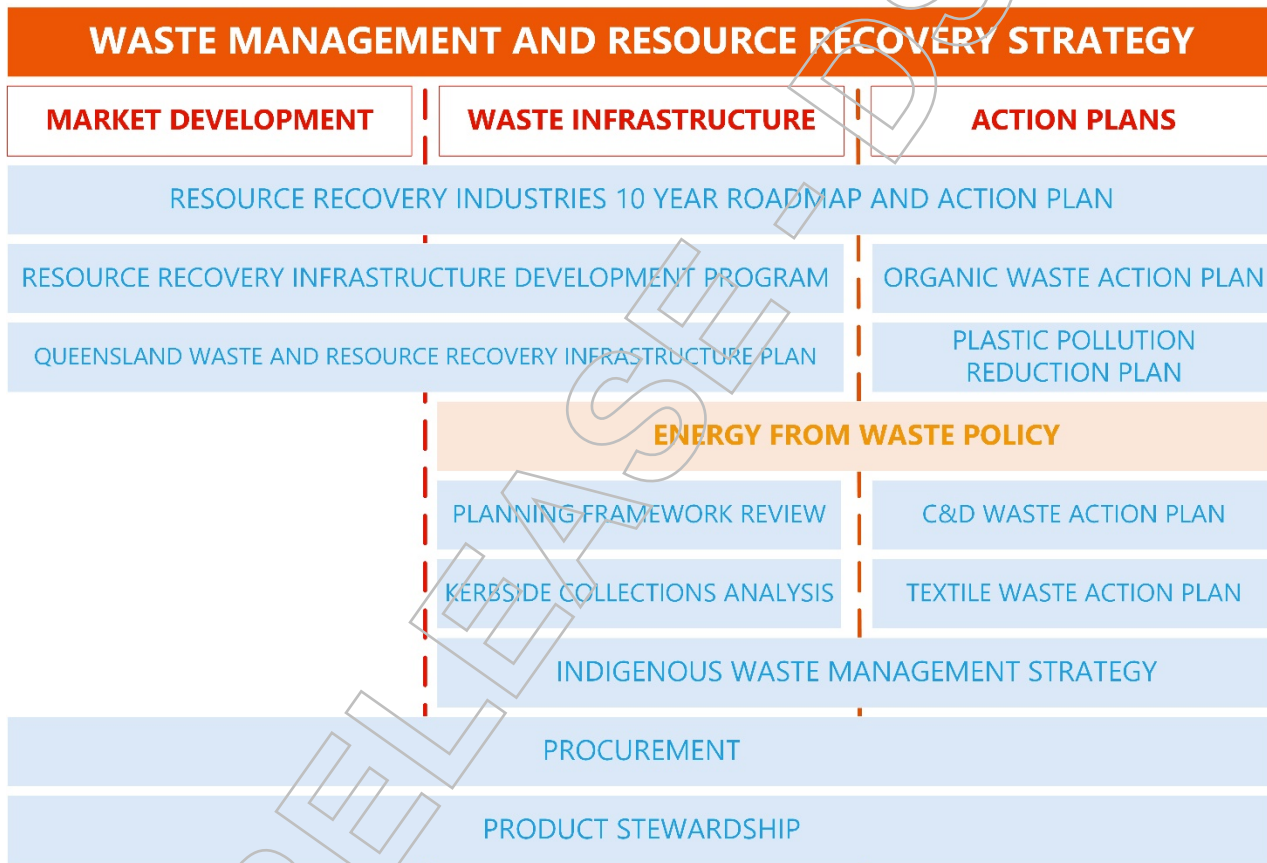 WASTE MANAGEMENT AND RESOURCE RECOVERY STRATEGY
MARKET DEVELOPMENT
WASTE INFRASTRUCTURE
ACTION PLANS
RESOURCE RECOVERY INDUSTRIES 10 YEAR ROADMAP AND ACTION PLAN
RESOURCE RECOVERY INFRASTRUCTURE DEVELOPMENT PROGRAM
ORGANIC WASTE ACTION PLAN
QUEENSLAND WASTE AND RESOURCE RECOVERY INFRASTRUCTURE PLAN
PLASTIC POLLUTION
REDUCTION PLAN
ENERGY FROM WASTE POLICY
PLANNING FRAMEWORK REVIEW
C&D WASTE ACTION PLAN
KERBSIDE COLLECTIONS ANALYSIS
TEXTILE WASTE ACTION PLAN
INDIGENOUS WASTE MANAGEMENT STRATEGY
PROCUREMENT
PRODUCT STEWARDSHIP
RELEASE -